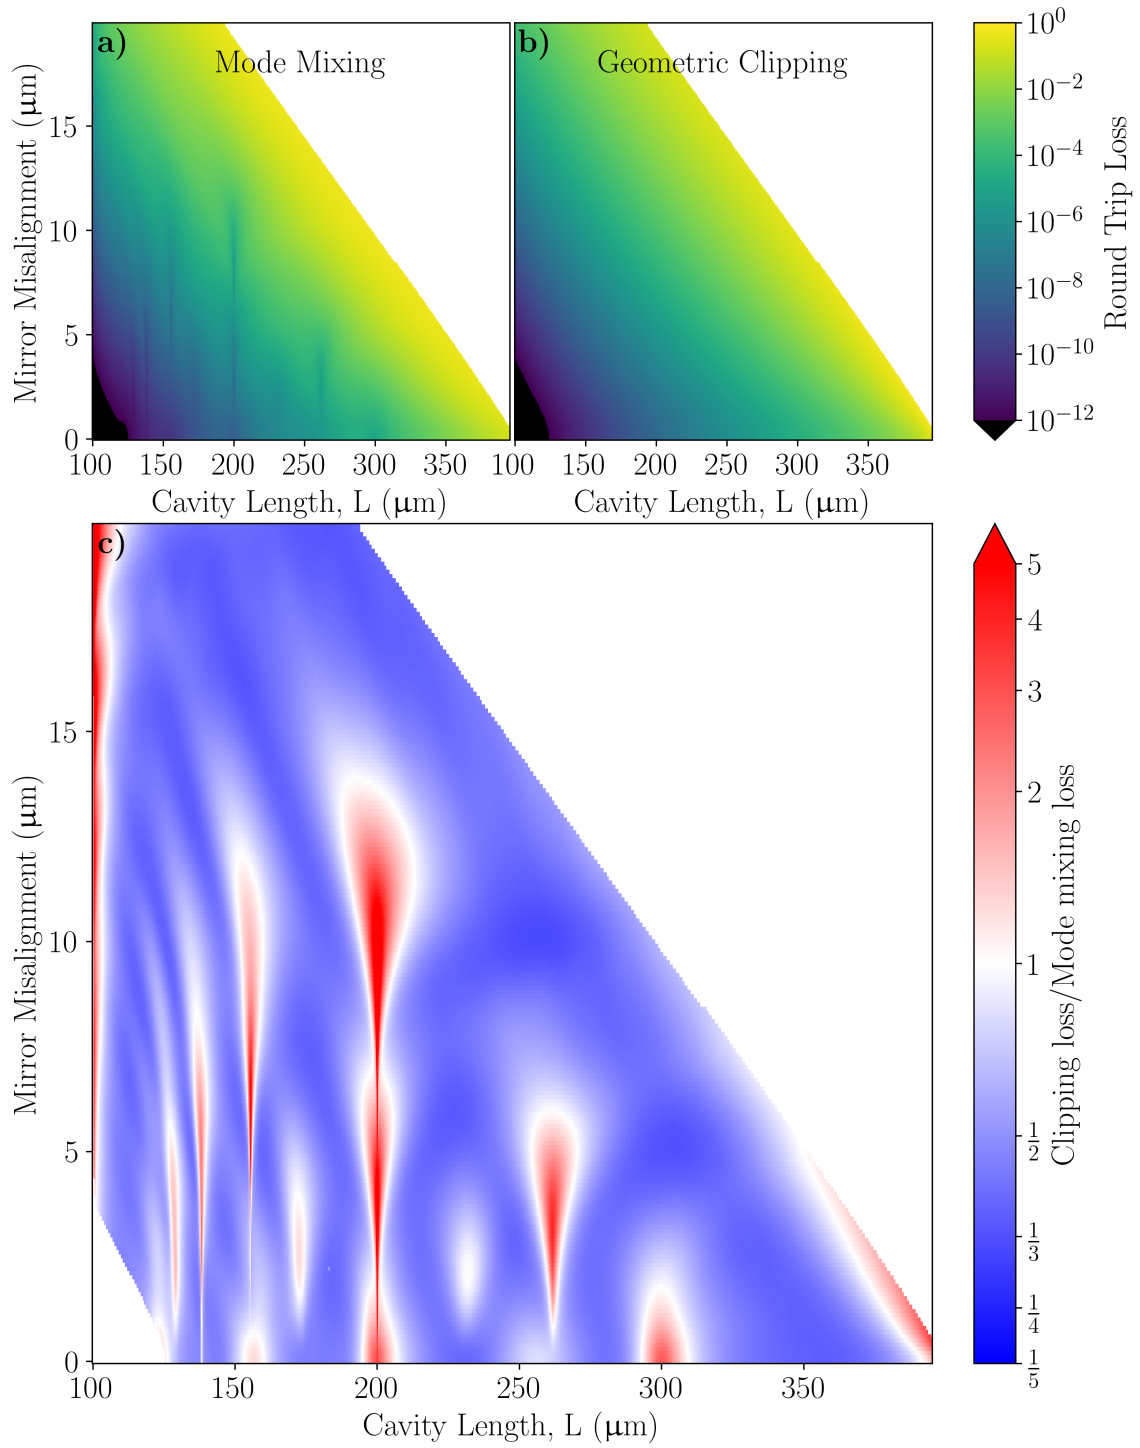 a)
Mode Mixing
b)
Geometric Clipping
Mirror Misalignment (μm)
15
10
5
0
100 150 200 250 300 350
100 150 200 250 300 350
Cavity Length, L (μm)
Cavity Length, L (μm)
10⁰
10⁻²
10⁻⁴
10⁻⁶
10⁻⁸
10⁻¹⁰
10⁻¹²
Round Trip Loss
c)
Mirror Misalignment (μm)
15
10
5
0
100 150 200 250 300 350
Cavity Length, L (μm)
5
4
3
2
1
1/2
1/3
1/4
1/5
Clipping loss/Mode mixing loss